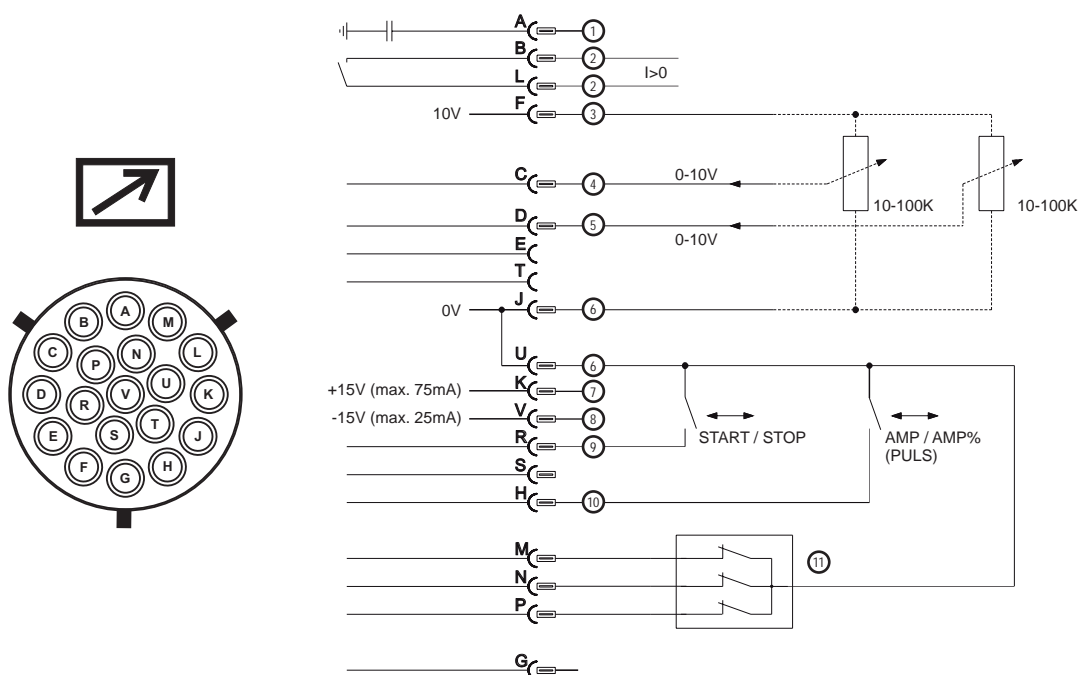 A 1
B 2
I>0
L 2
10V F 3
C 4 0-10V
10-100K 10-100K
D 5
0-10V
E
T
0V J 6
U 6
+15V (max. 75mA) K 7
-15V (max. 25mA) V 8
START / STOP AMP / AMP%
R 9 (PULS)
S
H 10
M 11
N
P
G
A
B M
C P N L
D R V U K
E S T J
F G H